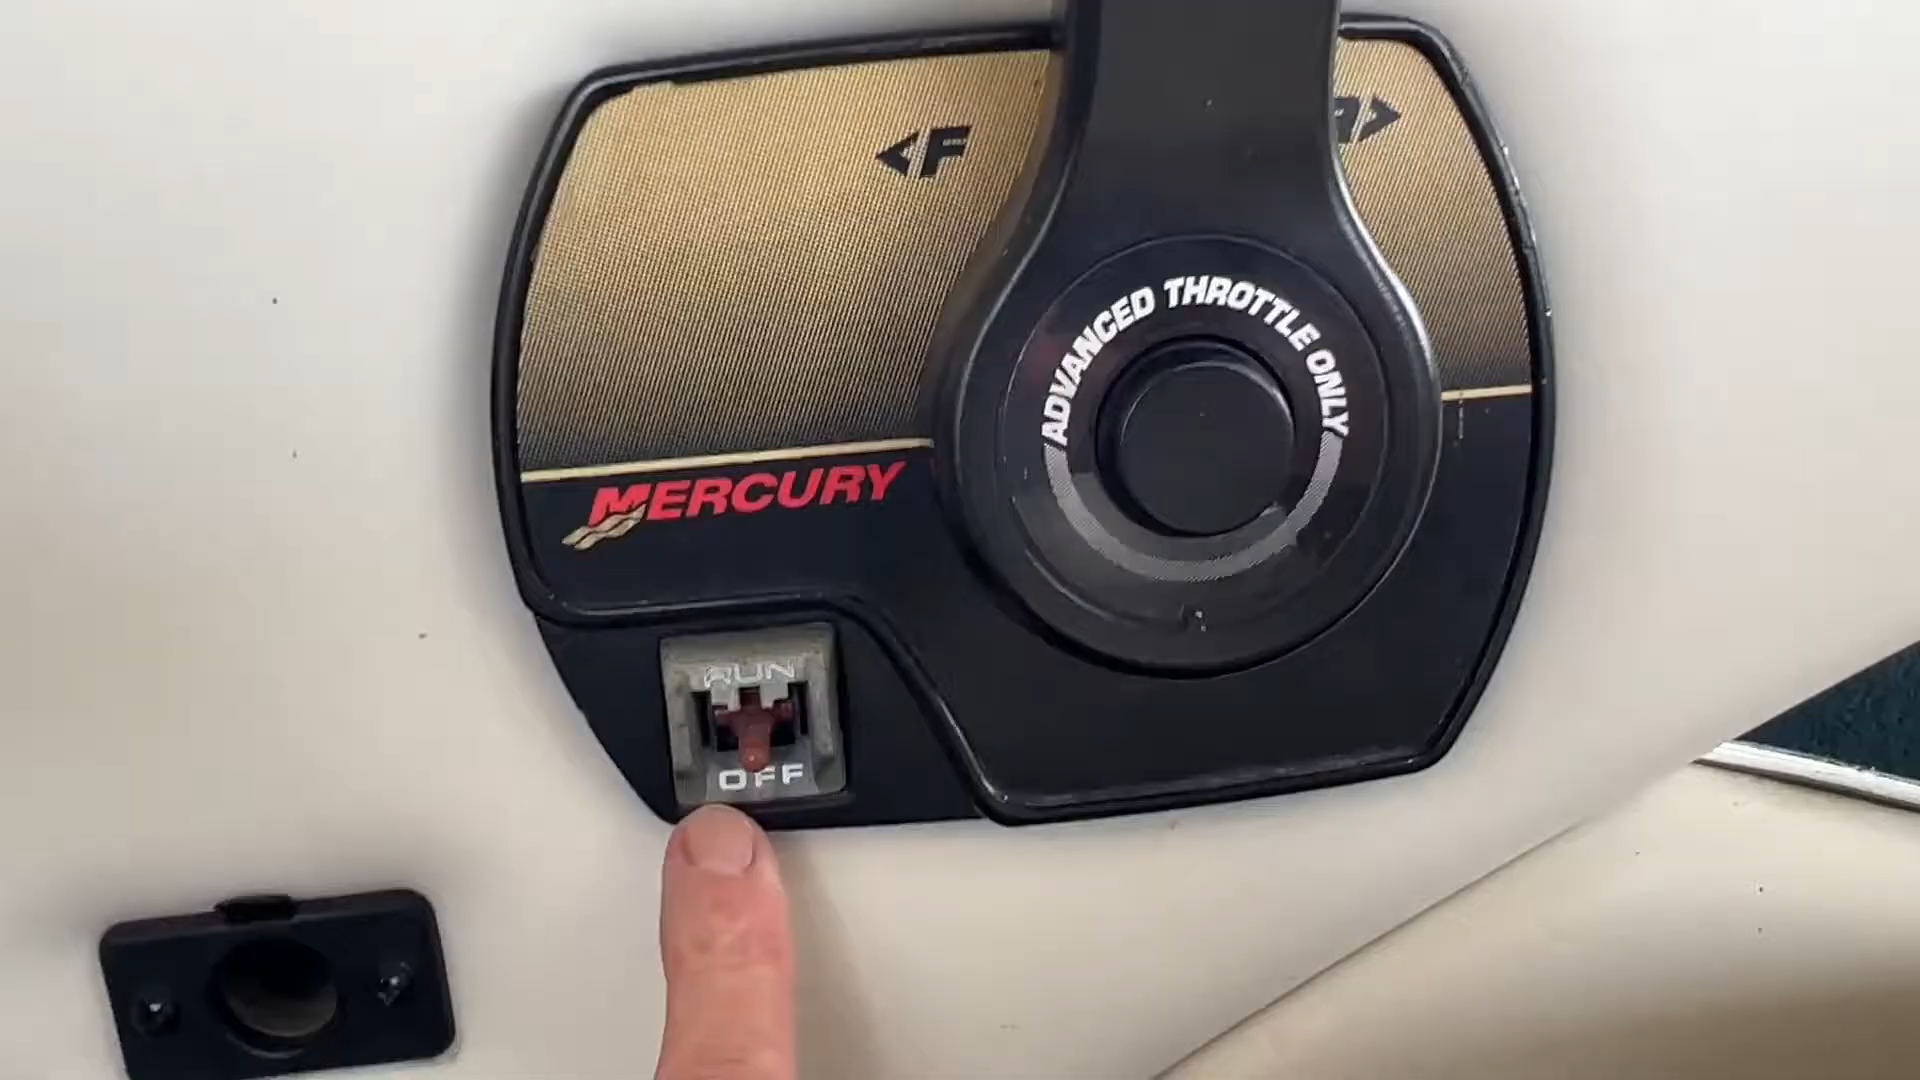 <F
>
ADVANCED THROTTLE ONLY
MERCURY
RUN
OFF